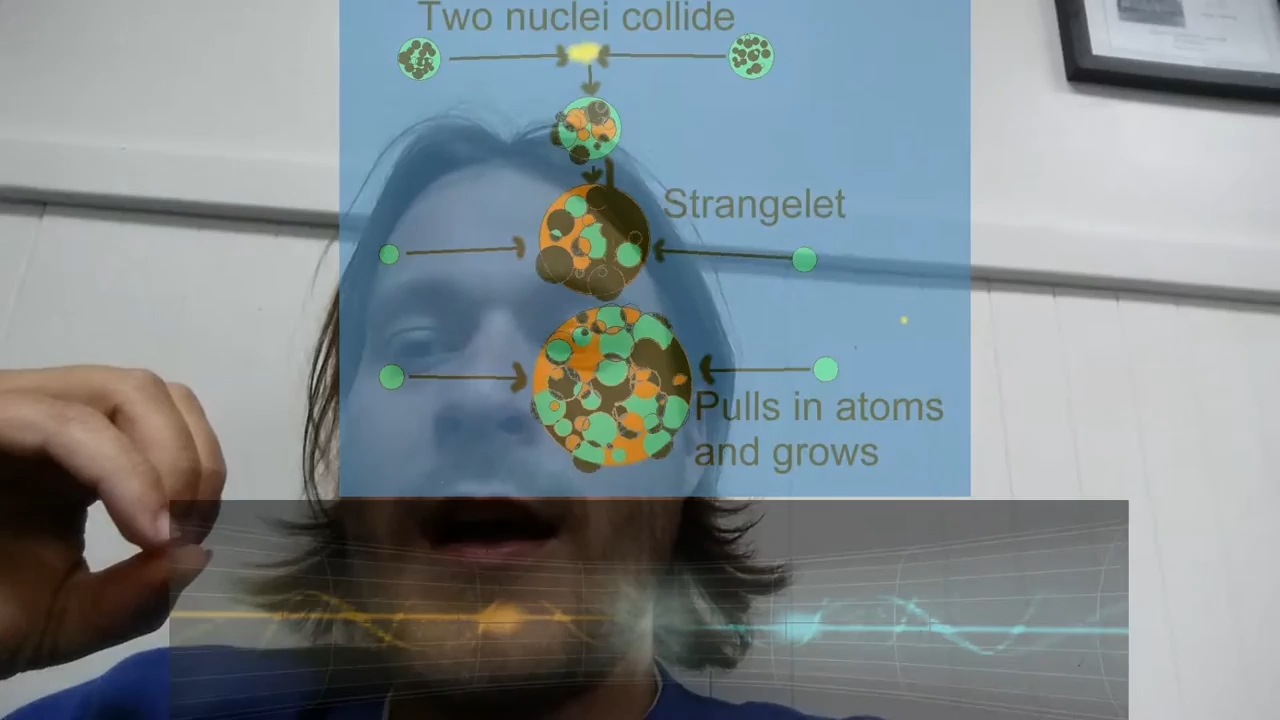 Two nuclei collide
Strangelet
Pulls in atoms
and grows